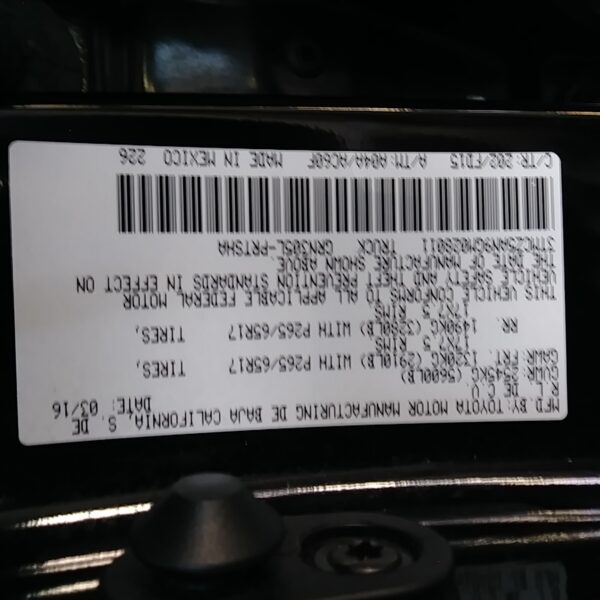 MFD. BY: TOYOTA MOTOR MANUFACTURING DE BAJA CALIFORNIA, S. DE
R.L. DE C.V. DATE: 03/16
GVWR: 2545KG (5600LB)
GAWR: FRT. 1320KG (2910LB) WITH P265/65R17 TIRES,
17X7.5 RIMS
RR. 1490KG (3280LB) WITH P265/65R17 TIRES,
17X7.5 RIMS
THIS VEHICLE CONFORMS TO ALL APPLICABLE FEDERAL MOTOR
VEHICLE SAFETY AND THEFT PREVENTION STANDARDS IN EFFECT ON
THE DATE OF MANUFACTURE SHOWN ABOVE.
3TMCZ5AN9GM028011 TRUCK GRN305L-PRTSHA
C/TR: 202/FD15 A/TM: A04A/AC60F MADE IN MEXICO 226